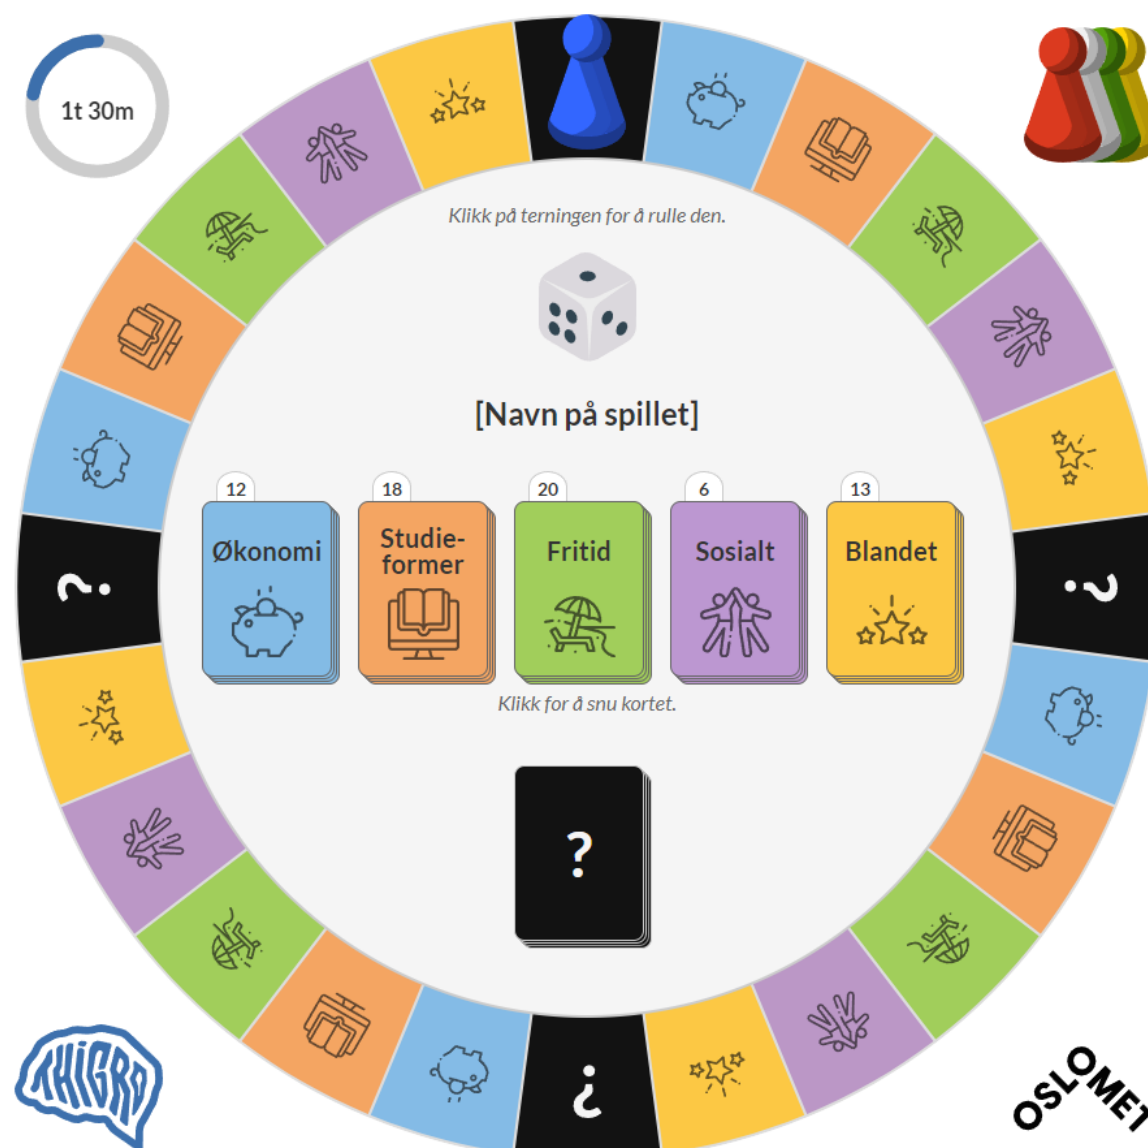 1t 30m
Klikk på terningen for å rulle den.
[Navn på spillet]
12
18
20
6
13
Økonomi
Studie-
former
Fritid
Sosialt
Blandet
Klikk for å snu kortet.
?
?
?
?
THIGRO
OSLOMET